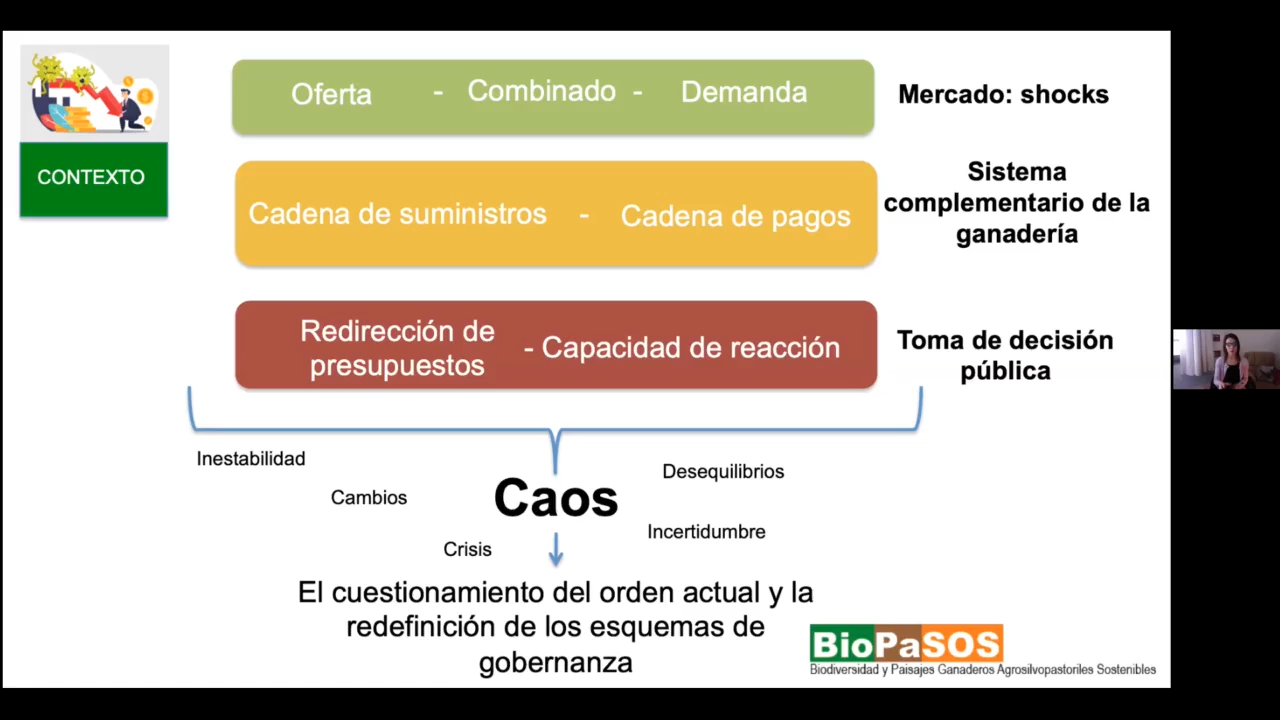 CONTEXTO
Oferta - Combinado - Demanda
Mercado: shocks
Cadena de suministros - Cadena de pagos
Sistema
complementario de la
ganadería
Redirección de
presupuestos
- Capacidad de reacción
Toma de decisión
pública
Inestabilidad
Cambios
Crisis
Caos
Desequilibrios
Incertidumbre
El cuestionamiento del orden actual y la
redefinición de los esquemas de
gobernanza
BioPaSOS
Biodiversidad y Paisajes Ganaderos Agrosilvopastoriles Sostenibles